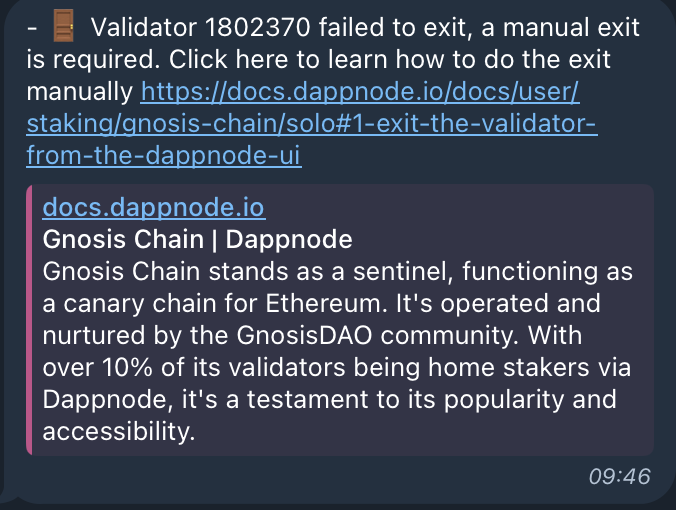 - 🚪 Validator 1802370 failed to exit, a manual exit
is required. Click here to learn how to do the exit
manually https://docs.dappnode.io/docs/user/
staking/gnosis-chain/solo#1-exit-the-validator-
from-the-dappnode-ui
docs.dappnode.io
Gnosis Chain | Dappnode
Gnosis Chain stands as a sentinel, functioning as
a canary chain for Ethereum. It's operated and
nurtured by the GnosisDAO community. With
over 10% of its validators being home stakers via
Dappnode, it's a testament to its popularity and
accessibility.
09:46